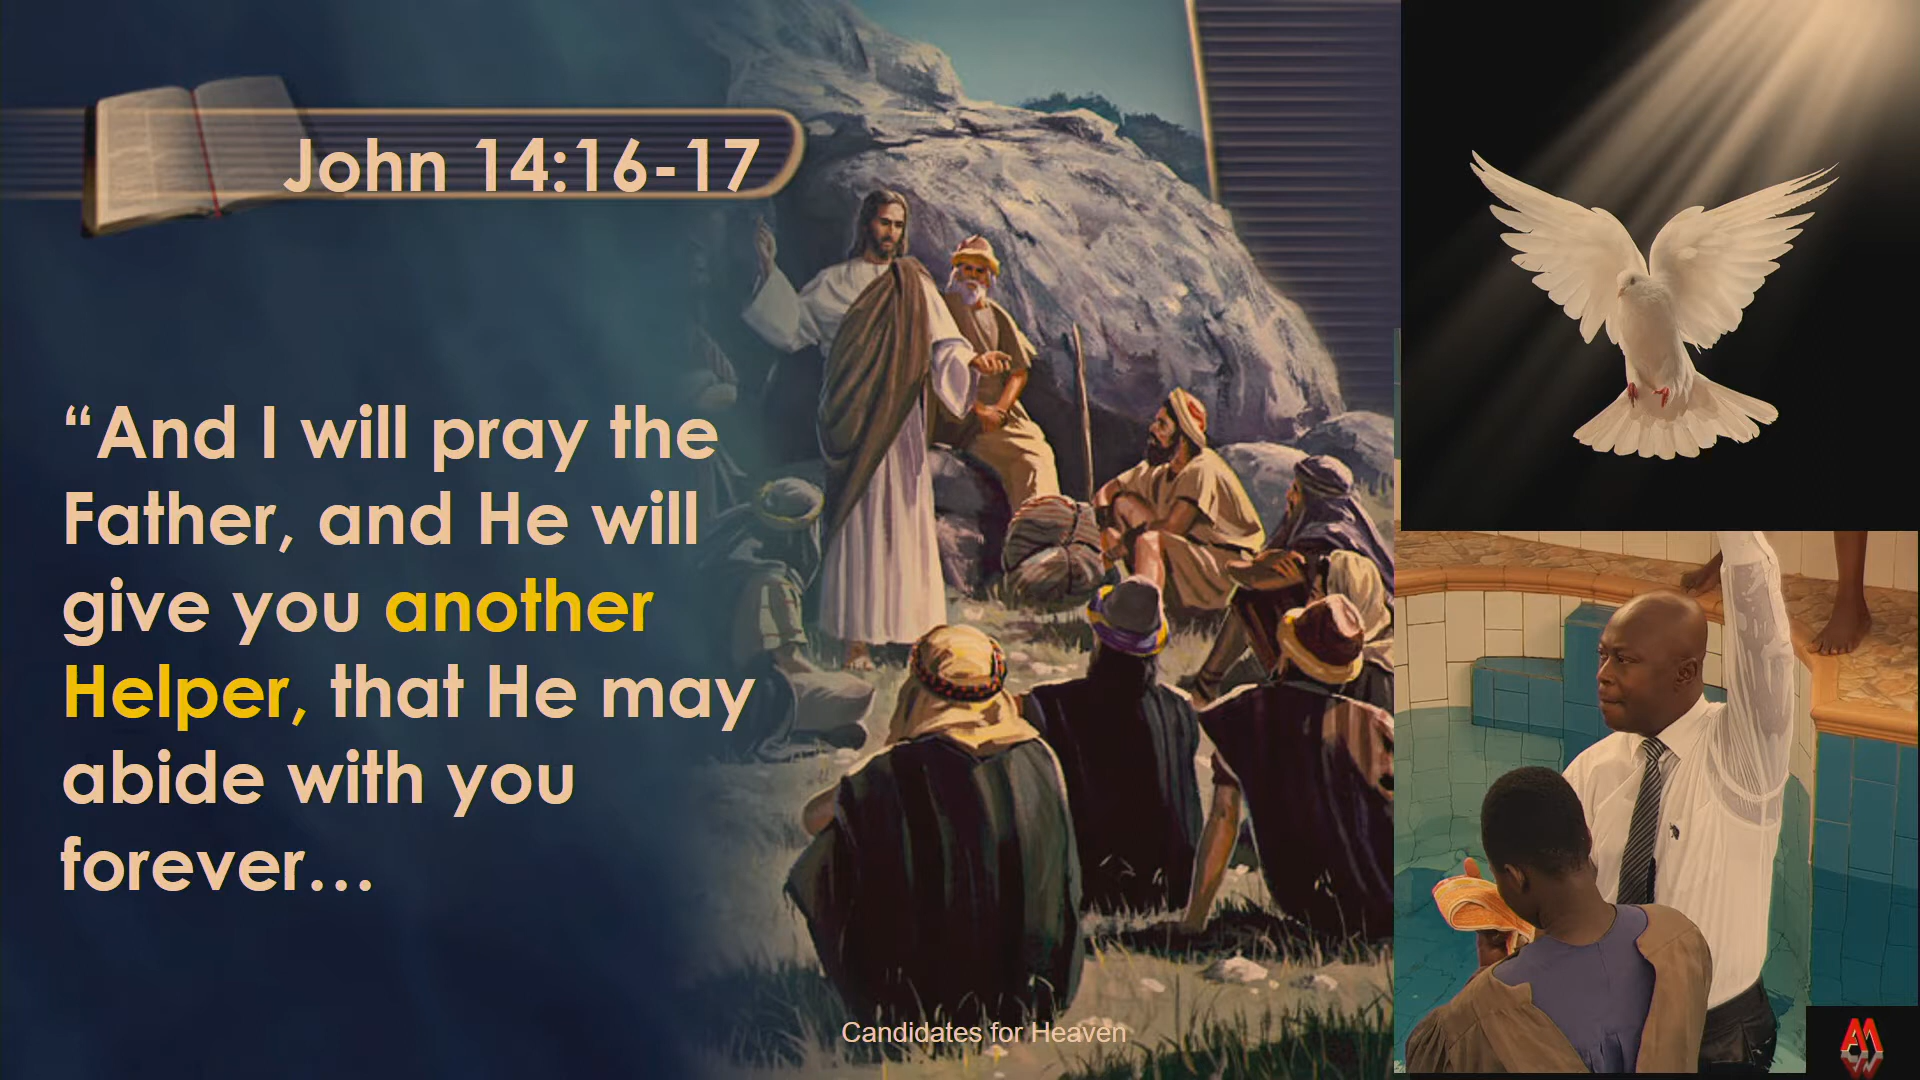 John 14:16-17
“And I will pray the
Father, and He will
give you another
Helper, that He may
abide with you
forever…
Candidates for Heaven